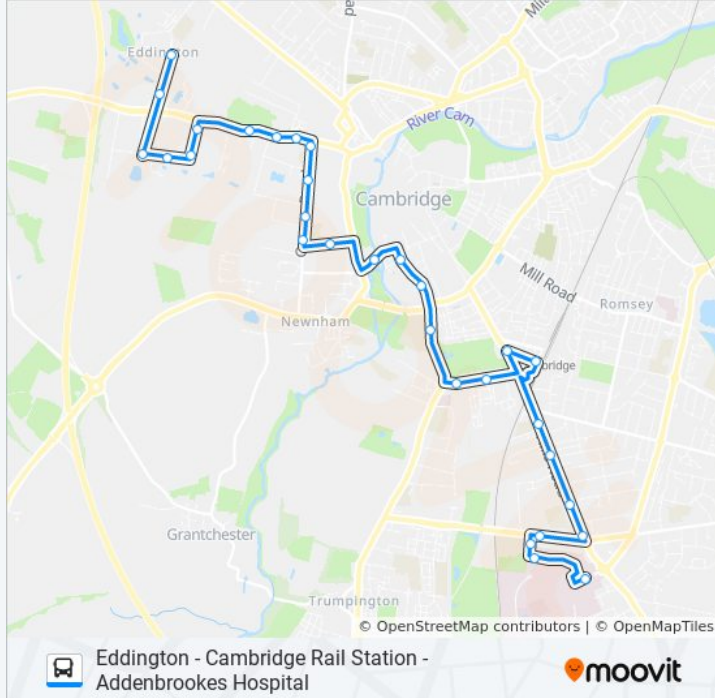 Eddington
River Cam
Cambridge
Mill Road
Romsey
Newnham
bridge
Grantchester
Trumpington
© OpenStreetMap contributors | © OpenMapTiles
Eddington - Cambridge Rail Station -
Addenbrookes Hospital
moovit